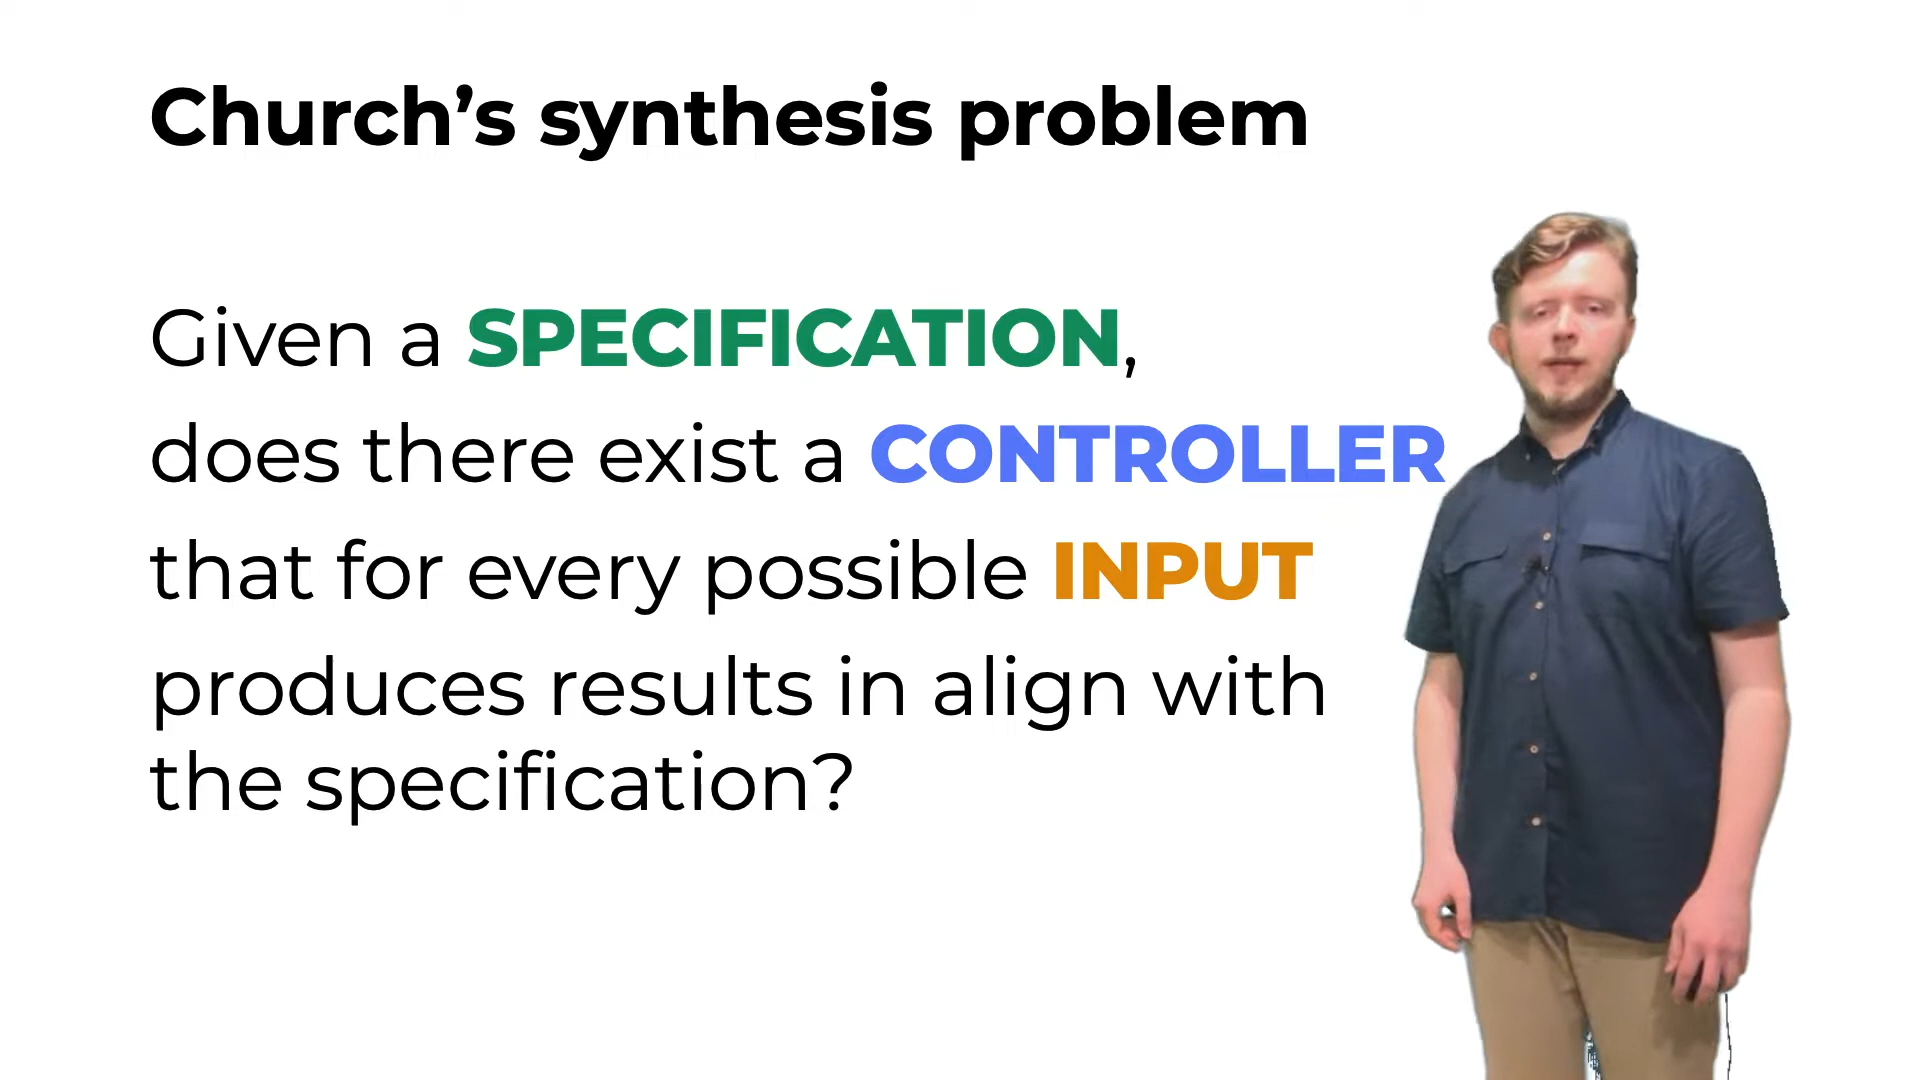 Church’s synthesis problem
Given a SPECIFICATION,
does there exist a CONTROLLER
that for every possible INPUT
produces results in align with
the specification?